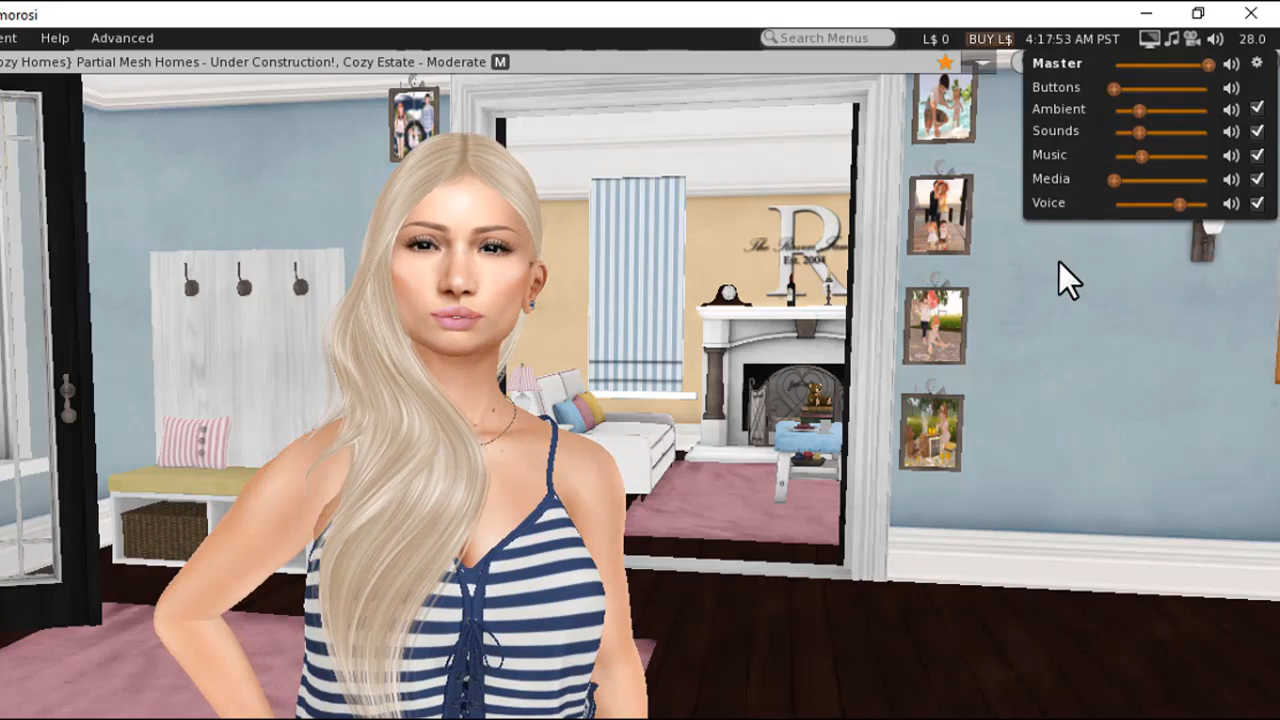 morosi
ent Help Advanced Search Menus L$ 0 BUY L$ 4:17:53 AM PST 28.0
ozy Homes} Partial Mesh Homes - Under Construction!, Cozy Estate - Moderate M
Master
Buttons
Ambient
Sounds
Music
Media
Voice
R
The
Est. 2004